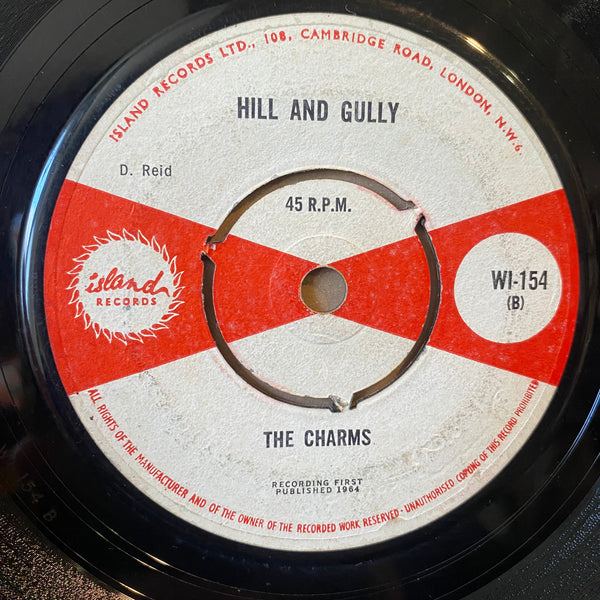 ISLAND RECORDS LTD., 108, CAMBRIDGE ROAD, LONDON, N.W.6.
HILL AND GULLY
D. Reid
45 R.P.M.
island
RECORDS
WI-154
(B)
THE CHARMS
RECORDING FIRST
PUBLISHED 1964
ALL RIGHTS OF THE MANUFACTURER AND OF THE OWNER OF THE RECORDED WORK RESERVED - UNAUTHORISED COPYING OF THIS RECORD PROHIBITED
154 B